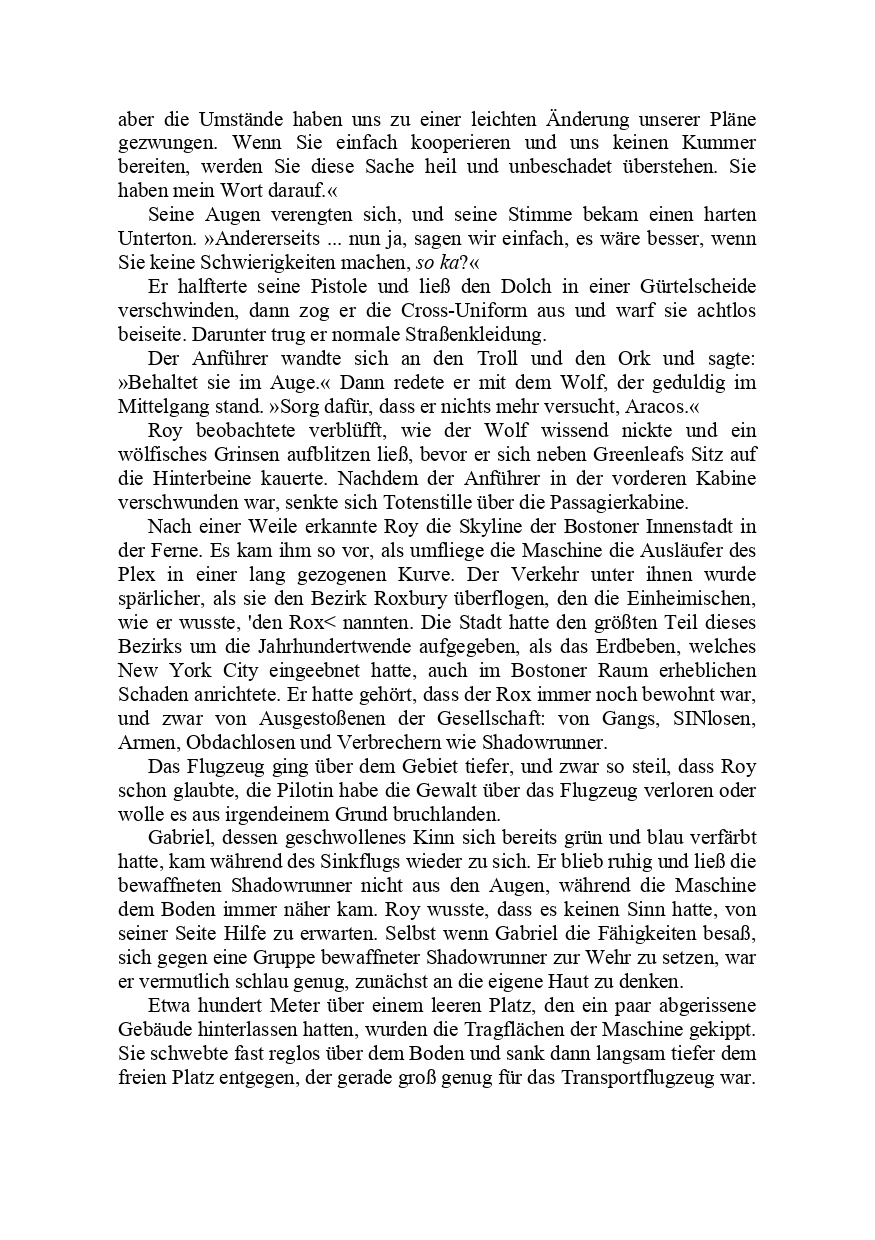 aber die Umstände haben uns zu einer leichten Änderung unserer Pläne
gezwungen. Wenn Sie einfach kooperieren und uns keinen Kummer
bereiten, werden Sie diese Sache heil und unbeschadet überstehen. Sie
haben mein Wort darauf.«
Seine Augen verengten sich, und seine Stimme bekam einen harten
Unterton. »Andererseits ... nun ja, sagen wir einfach, es wäre besser, wenn
Sie keine Schwierigkeiten machen, so ka?«
Er halfterte seine Pistole und ließ den Dolch in einer Gürtelscheide
verschwinden, dann zog er die Cross-Uniform aus und warf sie achtlos
beiseite. Darunter trug er normale Straßenkleidung.
Der Anführer wandte sich an den Troll und den Ork und sagte:
»Behaltet sie im Auge.« Dann redete er mit dem Wolf, der geduldig im
Mittelgang stand. »Sorg dafür, dass er nichts mehr versucht, Aracos.«
Roy beobachtete verblüfft, wie der Wolf wissend nickte und ein
wölfisches Grinsen aufblitzen ließ, bevor er sich neben Greenleafs Sitz auf
die Hinterbeine kauerte. Nachdem der Anführer in der vorderen Kabine
verschwunden war, senkte sich Totenstille über die Passagierkabine.
Nach einer Weile erkannte Roy die Skyline der Bostoner Innenstadt in
der Ferne. Es kam ihm so vor, als umfliege die Maschine die Ausläufer des
Plex in einer lang gezogenen Kurve. Der Verkehr unter ihnen wurde
spärlicher, als sie den Bezirk Roxbury überflogen, den die Einheimischen,
wie er wusste, 'den Rox< nannten. Die Stadt hatte den größten Teil dieses
Bezirks um die Jahrhundertwende aufgegeben, als das Erdbeben, welches
New York City eingeebnet hatte, auch im Bostoner Raum erheblichen
Schaden anrichtete. Er hatte gehört, dass der Rox immer noch bewohnt war,
und zwar von Ausgestoßenen der Gesellschaft: von Gangs, SINlosen,
Armen, Obdachlosen und Verbrechern wie Shadowrunner.
Das Flugzeug ging über dem Gebiet tiefer, und zwar so steil, dass Roy
schon glaubte, die Pilotin habe die Gewalt über das Flugzeug verloren oder
wolle es aus irgendeinem Grund bruchlanden.
Gabriel, dessen geschwollenes Kinn sich bereits grün und blau verfärbt
hatte, kam während des Sinkflugs wieder zu sich. Er blieb ruhig und ließ die
bewaffneten Shadowrunner nicht aus den Augen, während die Maschine
dem Boden immer näher kam. Roy wusste, dass es keinen Sinn hatte, von
seiner Seite Hilfe zu erwarten. Selbst wenn Gabriel die Fähigkeiten besaß,
sich gegen eine Gruppe bewaffneter Shadowrunner zur Wehr zu setzen, war
er vermutlich schlau genug, zunächst an die eigene Haut zu denken.
Etwa hundert Meter über einem leeren Platz, den ein paar abgerissene
Gebäude hinterlassen hatten, wurden die Tragflächen der Maschine gekippt.
Sie schwebte fast reglos über dem Boden und sank dann langsam tiefer dem
freien Platz entgegen, der gerade groß genug für das Transportflugzeug war.